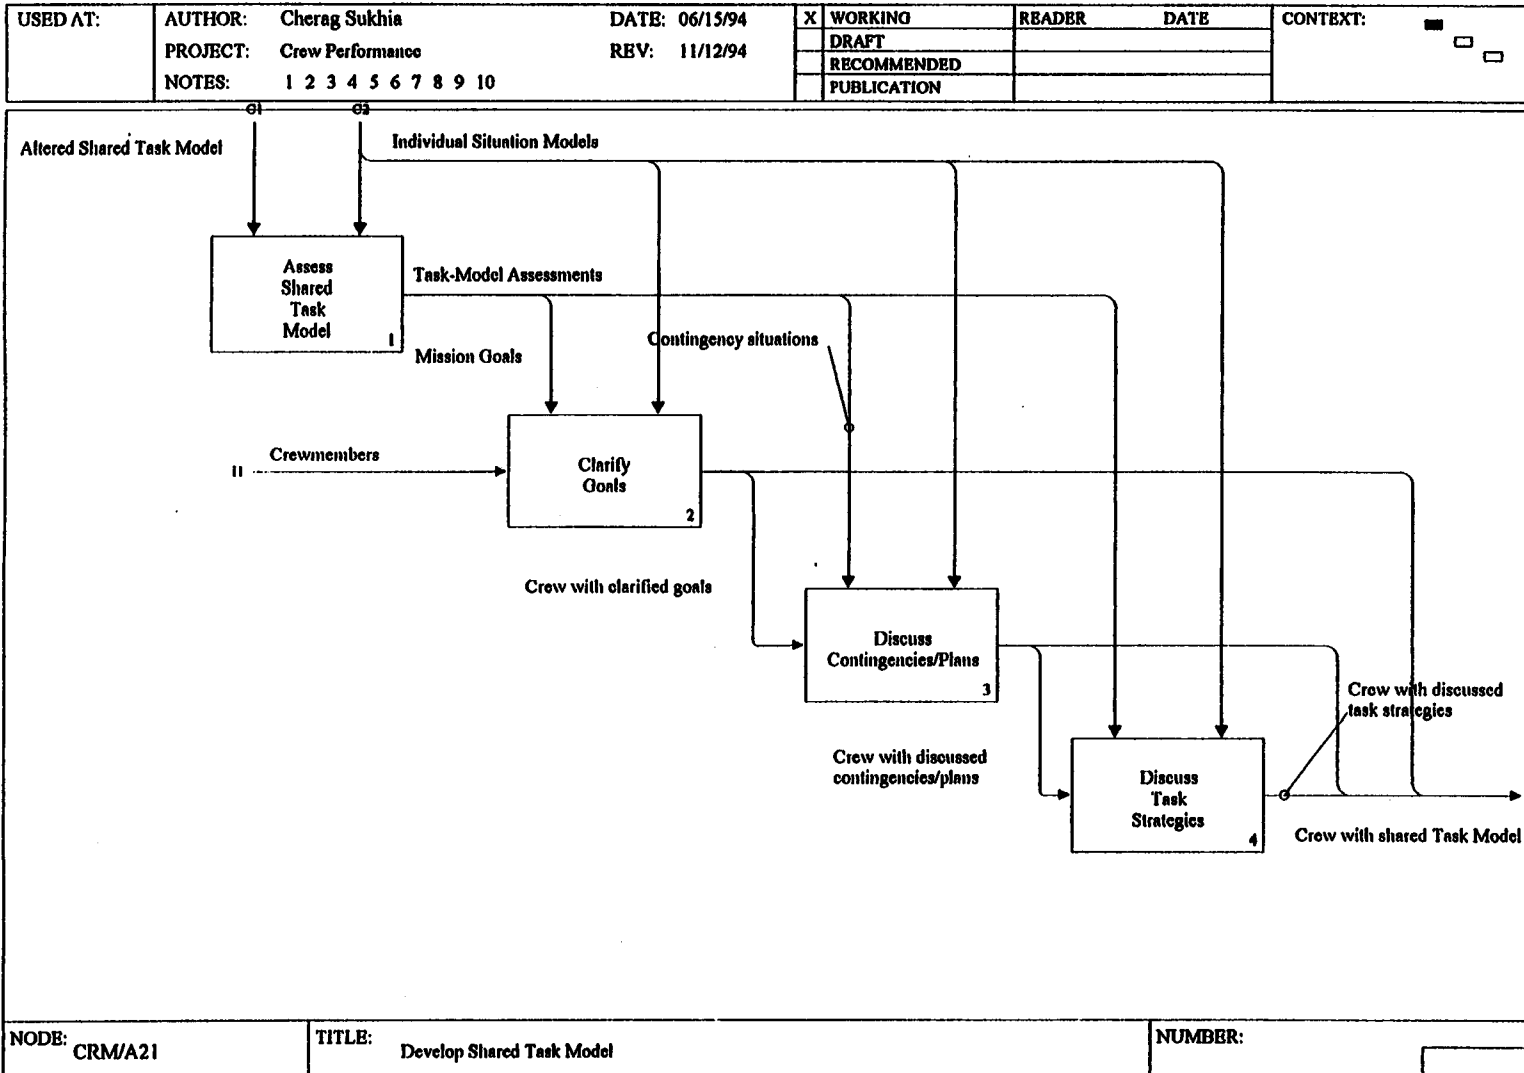 USED AT:
AUTHOR: Cherag Sukhia
DATE: 06/15/94
PROJECT: Crew Performance
REV: 11/12/94
NOTES: 1 2 3 4 5 6 7 8 9 10
X WORKING
DRAFT
RECOMMENDED
PUBLICATION
READER DATE
CONTEXT:
C1 C2
Altered Shared Task Model
Individual Situation Models
Assess
Shared
Task
Model
1
Task-Model Assessments
Mission Goals
Contingency situations
I1 Crewmembers
Clarify
Goals
2
Crew with clarified goals
Discuss
Contingencies/Plans
3
Crew with discussed
contingencies/plans
Crew with discussed
task strategies
Discuss
Task
Strategies
4
Crew with shared Task Model
NODE: CRM/A21
TITLE: Develop Shared Task Model
NUMBER: